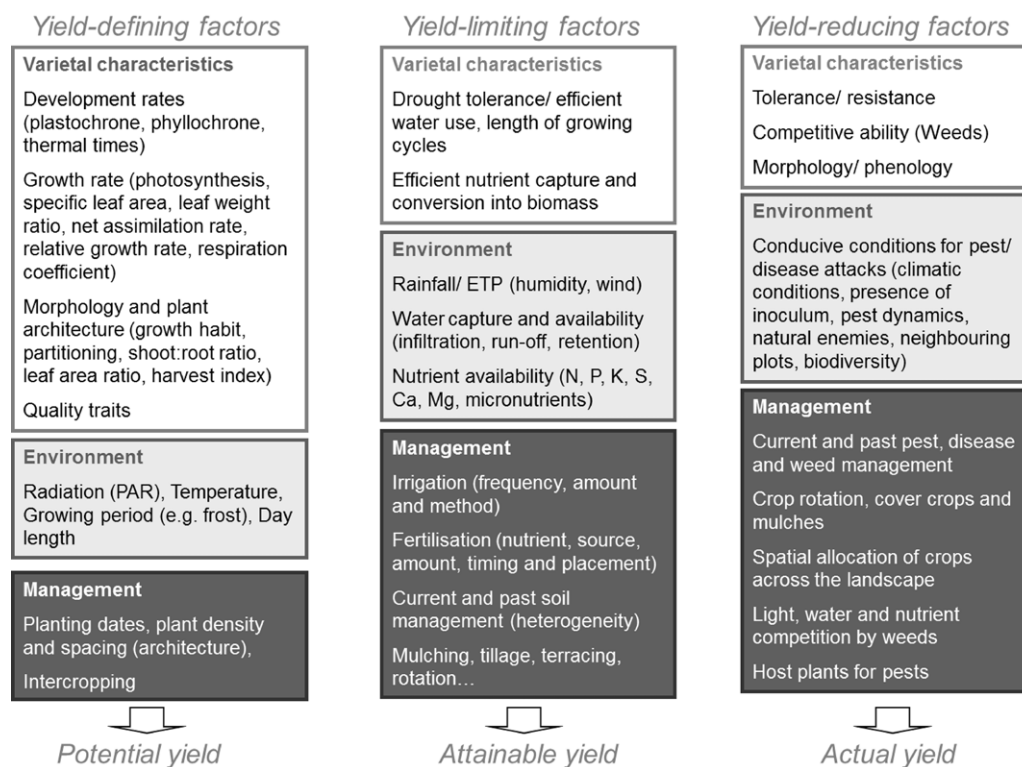 Yield-defining factors
Varietal characteristics
Development rates
(plastochrone, phyllochrone,
thermal times)
Growth rate (photosynthesis,
specific leaf area, leaf weight
ratio, net assimilation rate,
relative growth rate, respiration
coefficient)
Morphology and plant
architecture (growth habit,
partitioning, shoot:root ratio,
leaf area ratio, harvest index)
Quality traits
Environment
Radiation (PAR), Temperature,
Growing period (e.g. frost), Day
length
Management
Planting dates, plant density
and spacing (architecture),
Intercropping
Potential yield
Yield-limiting factors
Varietal characteristics
Drought tolerance/ efficient
water use, length of growing
cycles
Efficient nutrient capture and
conversion into biomass
Environment
Rainfall/ ETP (humidity, wind)
Water capture and availability
(infiltration, run-off, retention)
Nutrient availability (N, P, K, S,
Ca, Mg, micronutrients)
Management
Irrigation (frequency, amount
and method)
Fertilisation (nutrient, source,
amount, timing and placement)
Current and past soil
management (heterogeneity)
Mulching, tillage, terracing,
rotation…
Attainable yield
Yield-reducing factors
Varietal characteristics
Tolerance/ resistance
Competitive ability (Weeds)
Morphology/ phenology
Environment
Conducive conditions for pest/
disease attacks (climatic
conditions, presence of
inoculum, pest dynamics,
natural enemies, neighbouring
plots, biodiversity)
Management
Current and past pest, disease
and weed management
Crop rotation, cover crops and
mulches
Spatial allocation of crops
across the landscape
Light, water and nutrient
competition by weeds
Host plants for pests
Actual yield